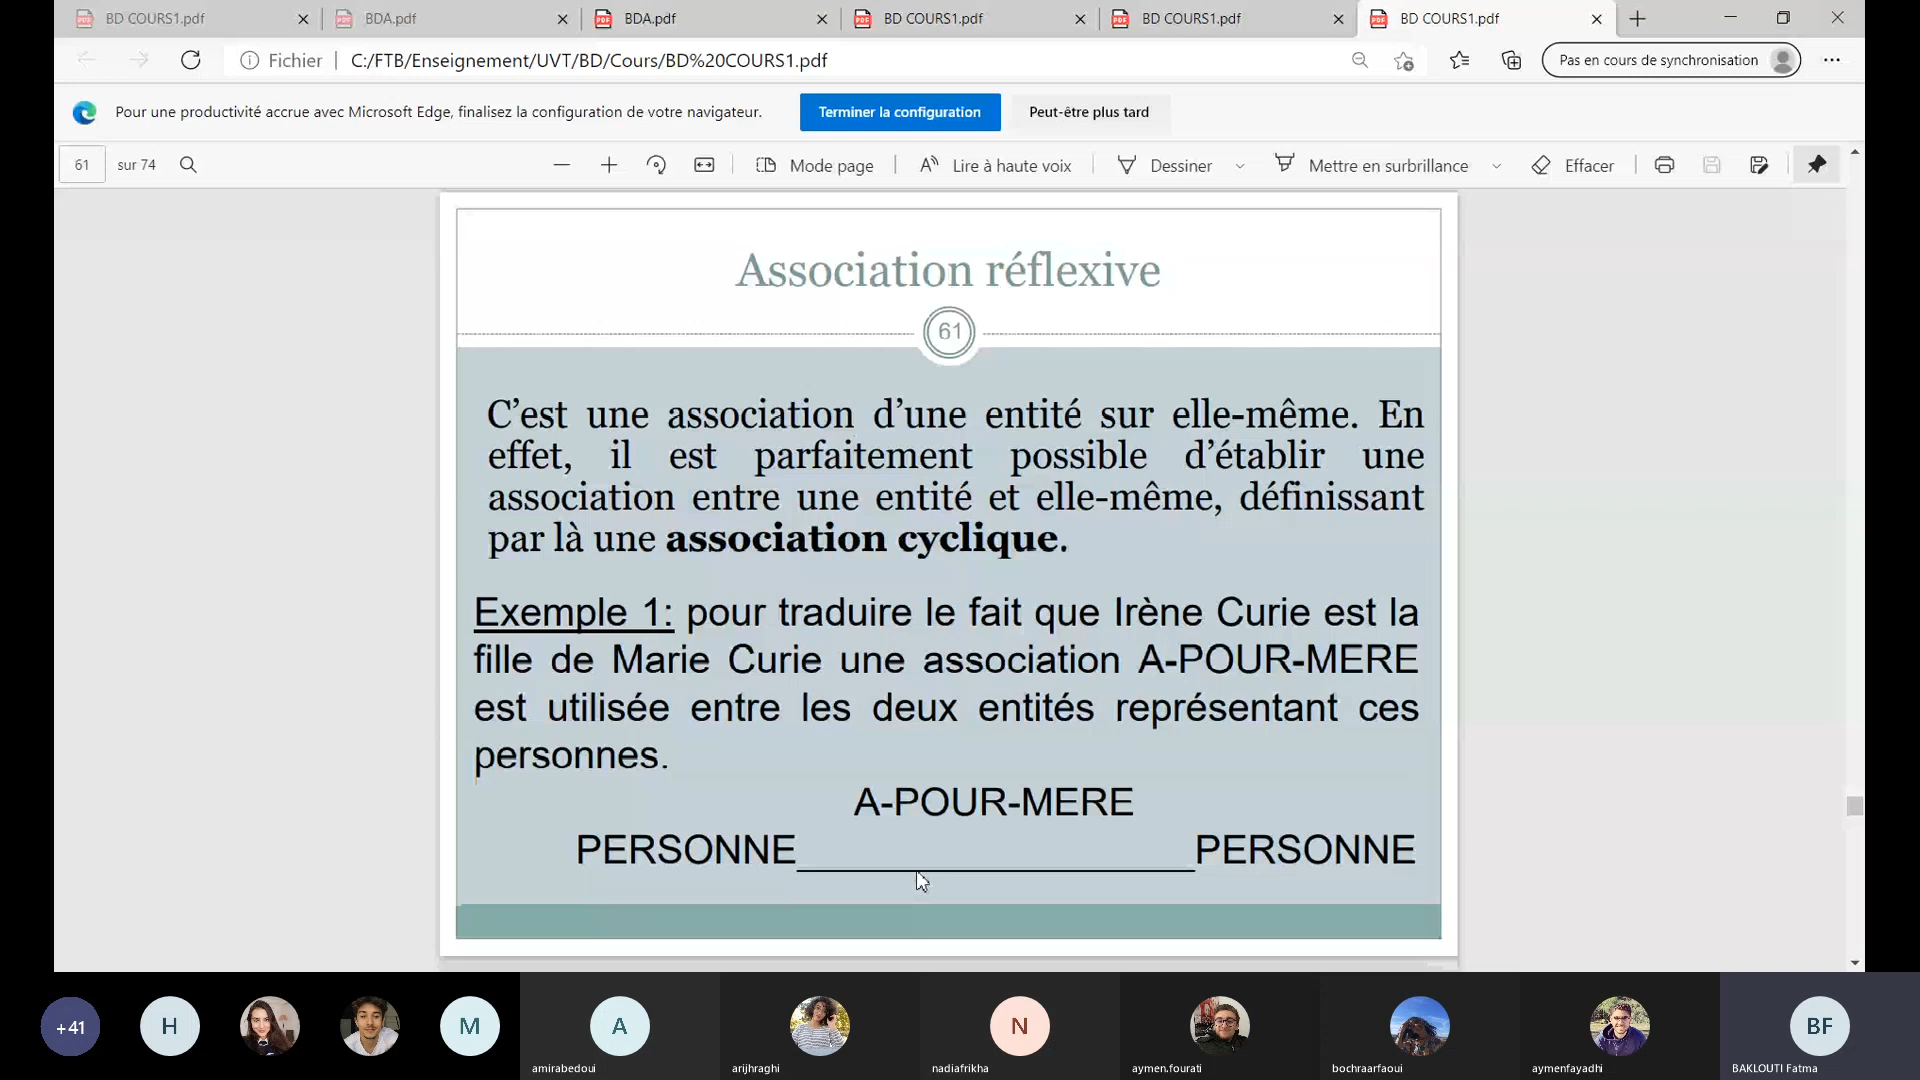 BD COURS1.pdf
BDA.pdf
BDA.pdf
BD COURS1.pdf
BD COURS1.pdf
BD COURS1.pdf
Fichier
C:/FTB/Enseignement/UVT/BD/Cours/BD%20COURS1.pdf
Pas en cours de synchronisation
Pour une productivité accrue avec Microsoft Edge, finalisez la configuration de votre navigateur.
Terminer la configuration
Peut-être plus tard
61 sur 74
Mode page
Lire à haute voix
Dessiner
Mettre en surbrillance
Effacer
Association réflexive
61
C’est une association d’une entité sur elle-même. En
effet, il est parfaitement possible d’établir une
association entre une entité et elle-même, définissant
par là une association cyclique.
Exemple 1: pour traduire le fait que Irène Curie est la
fille de Marie Curie une association A-POUR-MERE
est utilisée entre les deux entités représentant ces
personnes.
A-POUR-MERE
PERSONNE PERSONNE
+41
H
M
A
N
BF
amirabedoui
arijhraghi
nadiafrikha
aymen.fourati
bochraarfaoui
aymenfayadhi
BAKLOUTI Fatma